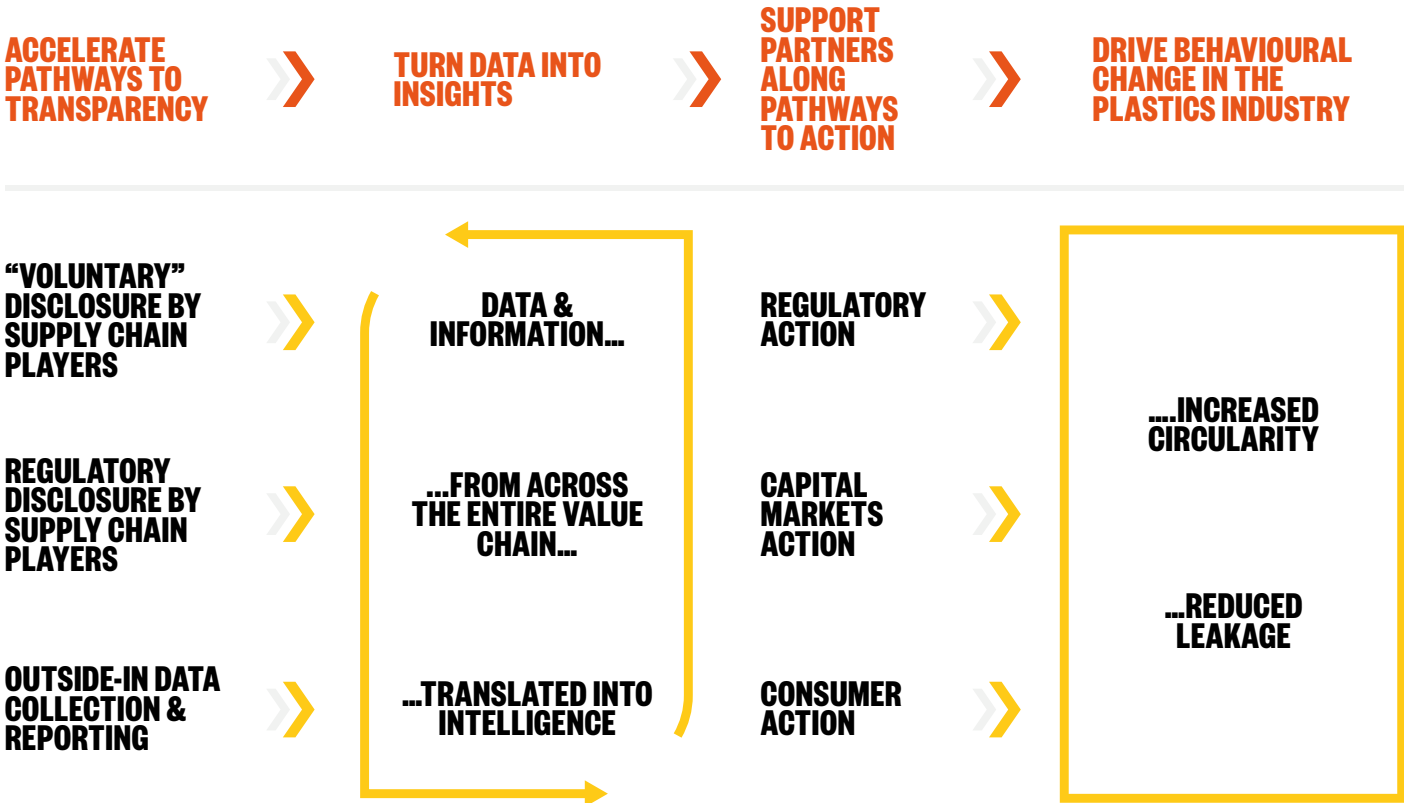 ACCELERATE
PATHWAYS TO
TRANSPARENCY
TURN DATA INTO
INSIGHTS
SUPPORT
PARTNERS
ALONG
PATHWAYS
TO ACTION
DRIVE BEHAVIOURAL
CHANGE IN THE
PLASTICS INDUSTRY
“VOLUNTARY”
DISCLOSURE BY
SUPPLY CHAIN
PLAYERS
REGULATORY
DISCLOSURE BY
SUPPLY CHAIN
PLAYERS
OUTSIDE-IN DATA
COLLECTION &
REPORTING
DATA &
INFORMATION...
...FROM ACROSS
THE ENTIRE VALUE
CHAIN...
...TRANSLATED INTO
INTELLIGENCE
REGULATORY
ACTION
CAPITAL
MARKETS
ACTION
CONSUMER
ACTION
....INCREASED
CIRCULARITY
...REDUCED
LEAKAGE